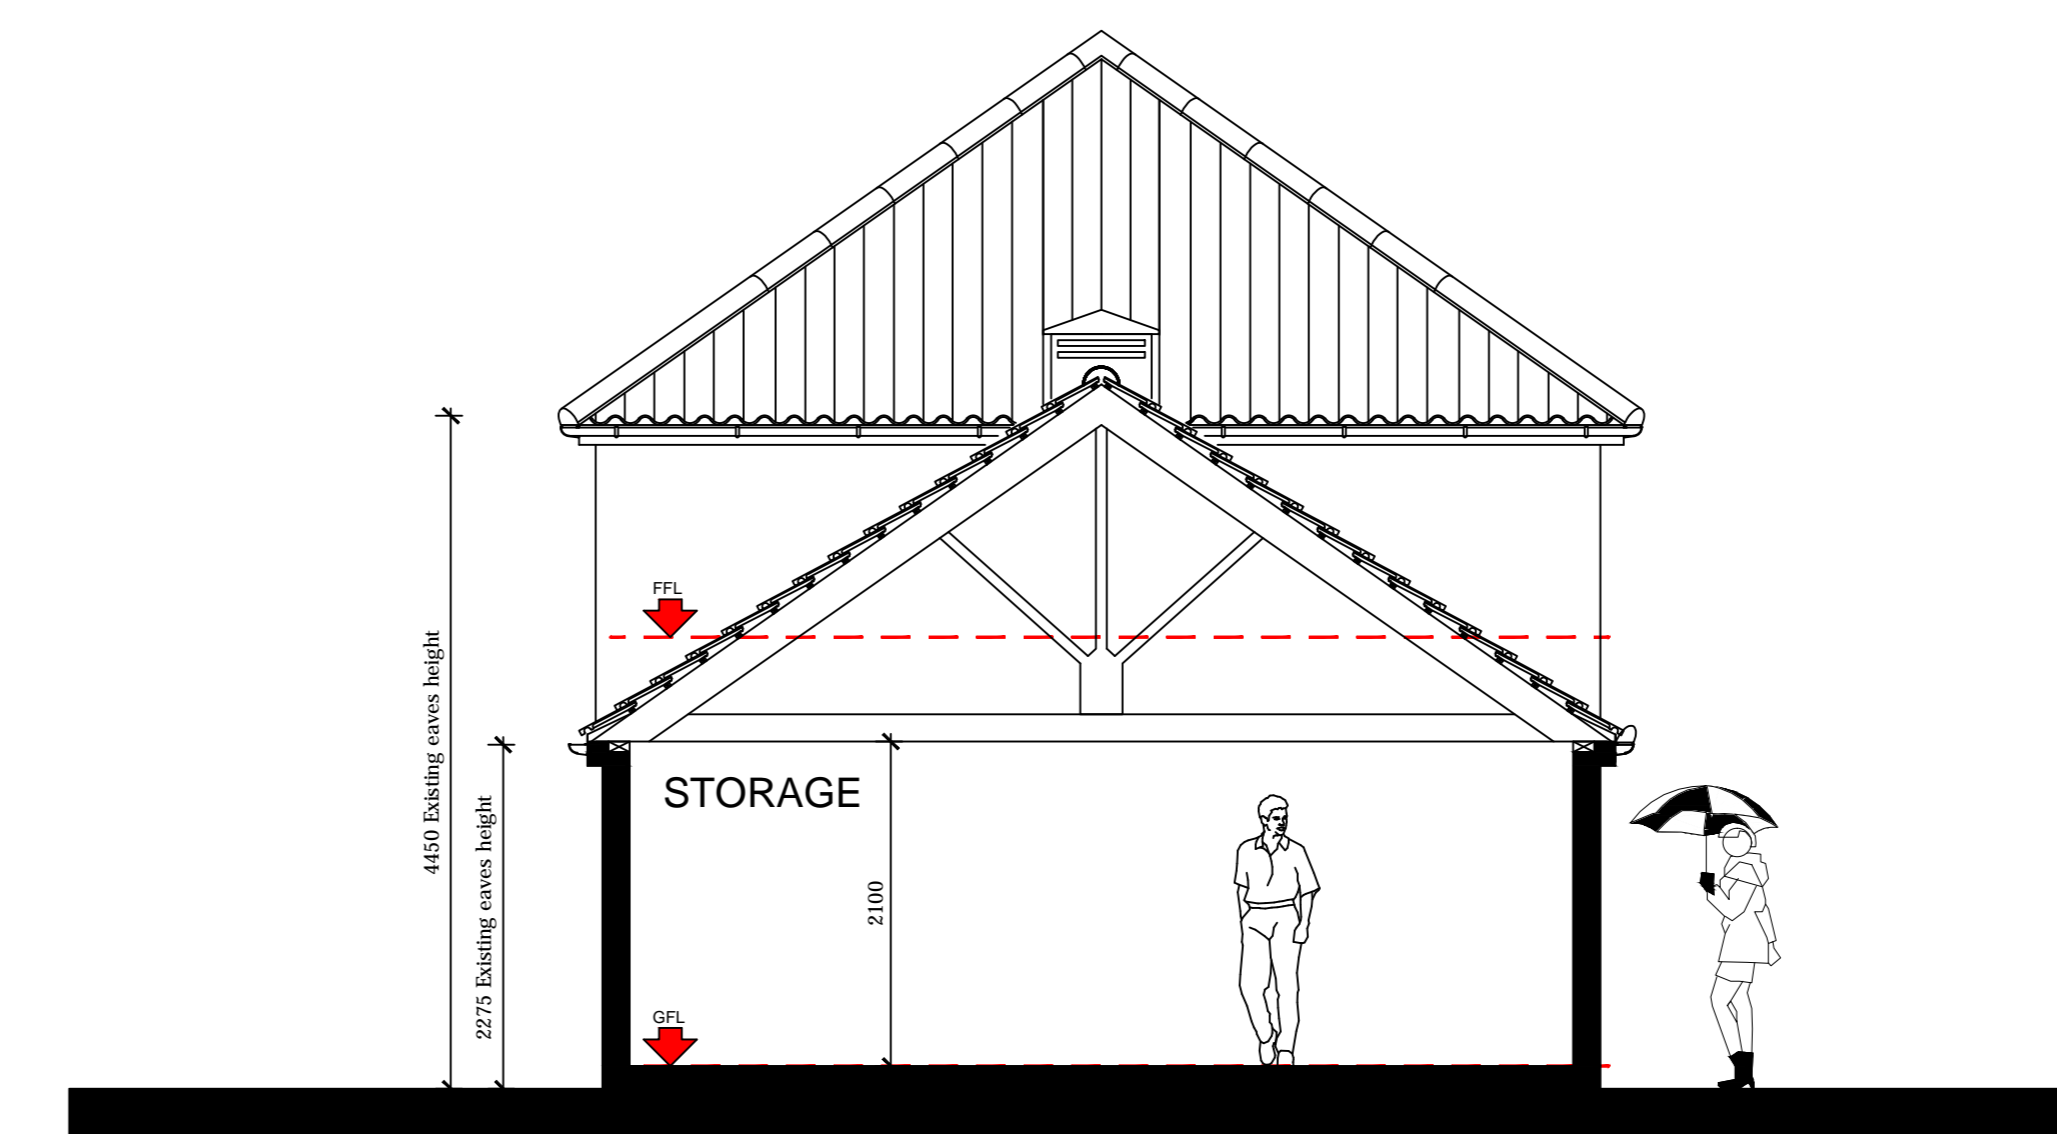 FFL
4450 Existing eaves height
2275 Existing eaves height
STORAGE
2100
GFL